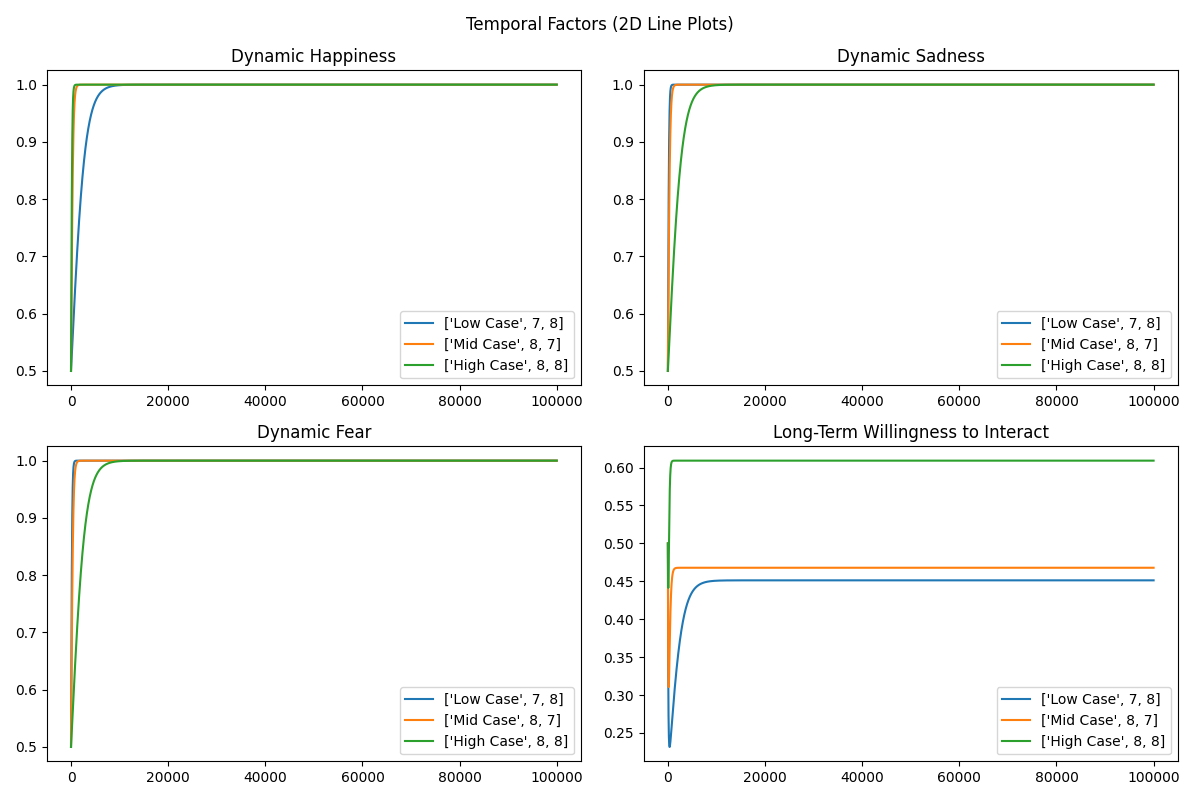 Temporal Factors (2D Line Plots)
Dynamic Happiness
1.0
0.9
0.8
0.7
0.6
0.5
['Low Case', 7, 8]
['Mid Case', 8, 7]
['High Case', 8, 8]
0 20000 40000 60000 80000 100000
Dynamic Sadness
1.0
0.9
0.8
0.7
0.6
0.5
['Low Case', 7, 8]
['Mid Case', 8, 7]
['High Case', 8, 8]
0 20000 40000 60000 80000 100000
Dynamic Fear
1.0
0.9
0.8
0.7
0.6
0.5
['Low Case', 7, 8]
['Mid Case', 8, 7]
['High Case', 8, 8]
0 20000 40000 60000 80000 100000
Long-Term Willingness to Interact
0.60
0.55
0.50
0.45
0.40
0.35
0.30
0.25
['Low Case', 7, 8]
['Mid Case', 8, 7]
['High Case', 8, 8]
0 20000 40000 60000 80000 100000